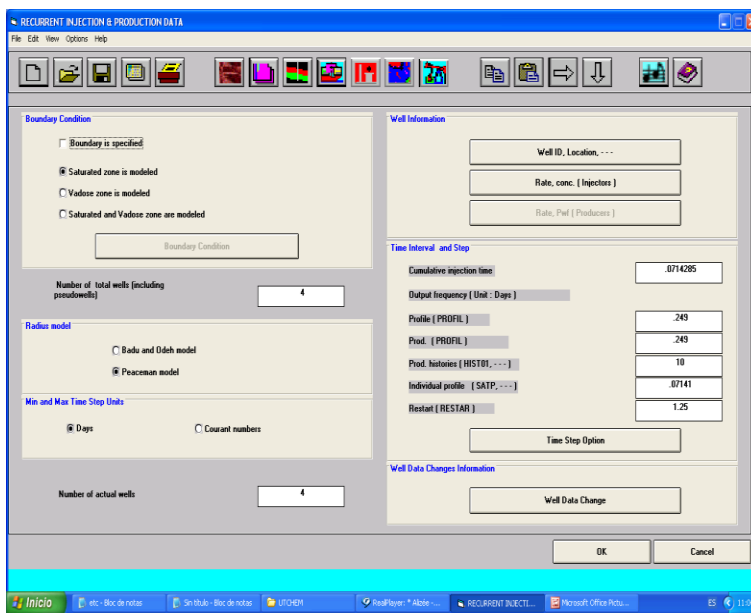 RECURRENT INJECTION & PRODUCTION DATA
File Edit View Options Help
Boundary Condition
Boundary is specified
Saturated zone is modeled
Vadose zone is modeled
Saturated and Vadose zone are modeled
Boundary Condition
Number of total wells (including
pseudowells)
4
Radius model
Badu and Odeh model
Peaceman model
Min and Max Time Step Units
Days
Courant numbers
Number of actual wells
4
Well Information
Well ID, Location, - - -
Rate, conc. ( Injectors )
Rate, Pwf ( Producers )
Time Interval and Step
Cumulative injection time
.0714285
Output frequency ( Unit : Days )
Profile ( PROFIL )
.249
Prod. ( PROFIL )
.249
Prod. histories ( HIST01, - - - )
10
Individual profile ( SATP, - - - )
.07141
Restart ( RESTAR )
1.25
Time Step Option
Well Data Changes Information
Well Data Change
OK
Cancel
Inicio
etc - Bloc de notas
Sin título - Bloc de notas
UTCHEM
RealPlayer: * Alizée -...
RECURRENT INJECTI...
Microsoft Office Pictu...
ES